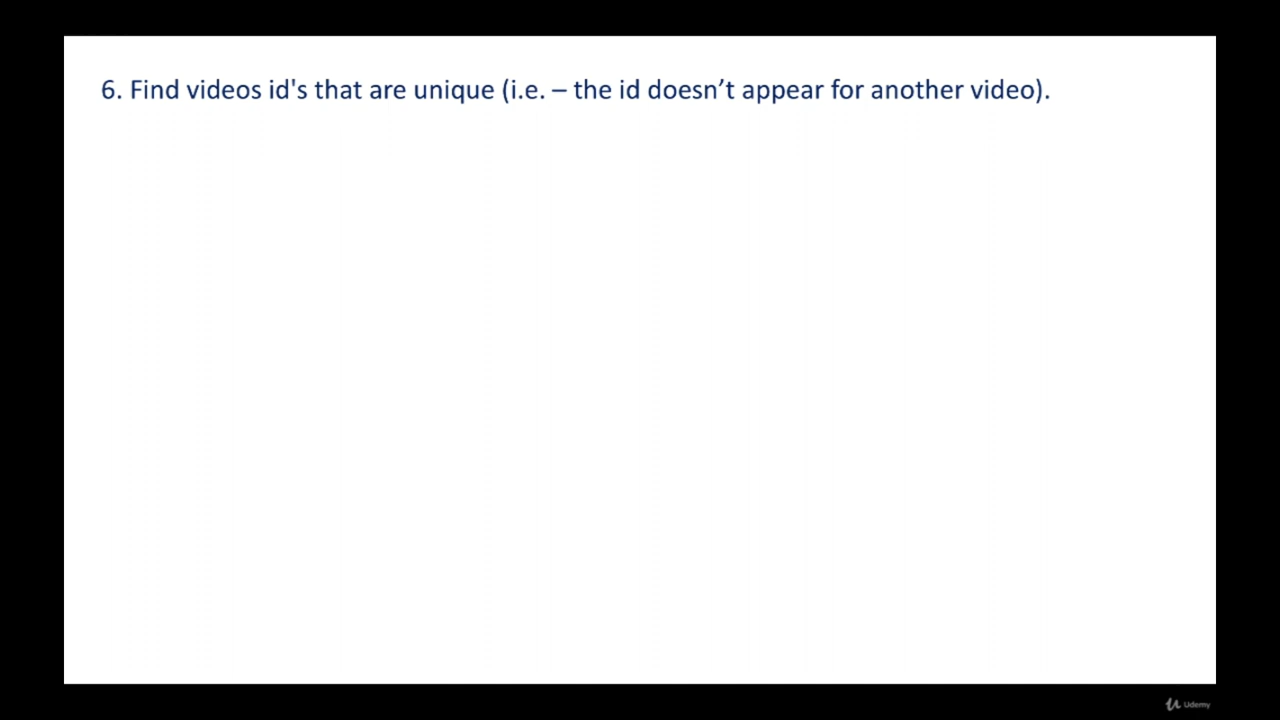 6. Find videos id's that are unique (i.e. – the id doesn’t appear for another video).
Udemy